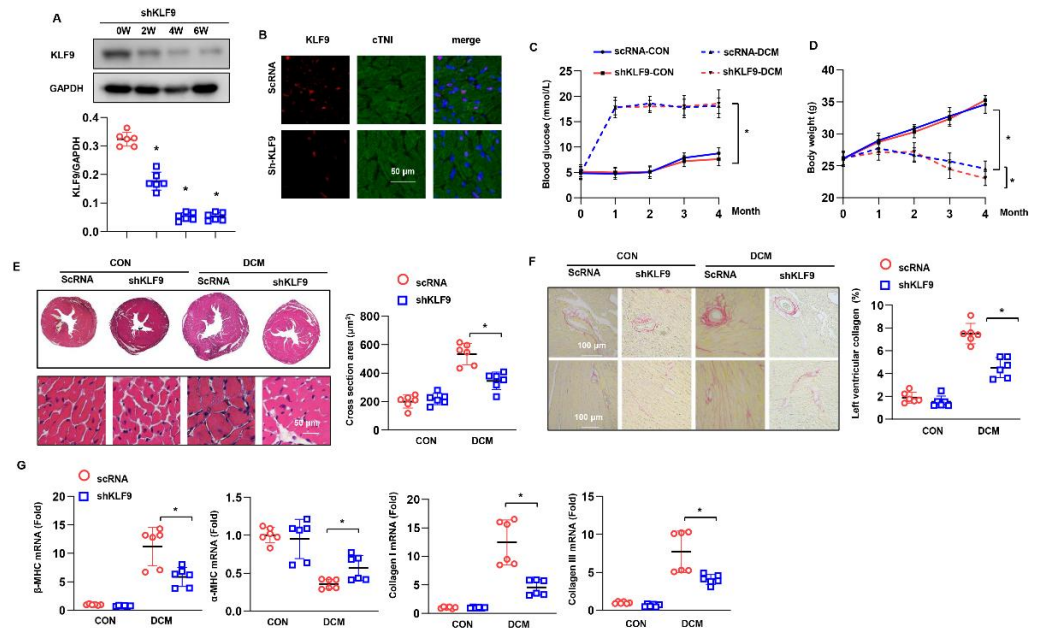 A
shKLF9
0W 2W 4W 6W
KLF9
GAPDH
KLF9/GAPDH
0.4
0.3
0.2
0.1
0.0
* * *
B
KLF9 cTNI merge
ScRNA
Sh-KLF9
50 µm
C
scRNA-CON scRNA-DCM
shKLF9-CON shKLF9-DCM
Blood glucose (mmol/L)
25
20
15
10
5
0
*
0 1 2 3 4 Month
D
Body weight (g)
40
35
30
25
20
*
*
0 1 2 3 4 Month
E
CON DCM
ScRNA shKLF9 ScRNA shKLF9
50 µm
scRNA
shKLF9
Cross section area (µm²)
800
600
400
200
0
*
CON DCM
F
CON DCM
ScRNA shKLF9 ScRNA shKLF9
100 µm
100 µm
scRNA
shKLF9
Left ventricular collagen (%)
10
8
6
4
2
0
*
CON DCM
G
scRNA
shKLF9
β-MHC mRNA (Fold)
20
15
10
5
0
*
CON DCM
α-MHC mRNA (Fold)
1.5
1.0
0.5
0.0
*
CON DCM
Collagen I mRNA (Fold)
20
15
10
5
0
*
CON DCM
Collagen III mRNA (Fold)
15
10
5
0
*
CON DCM